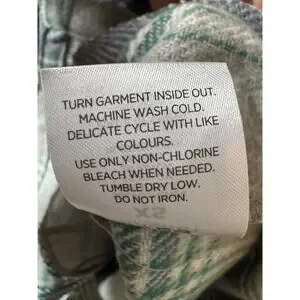 TURN GARMENT INSIDE OUT.
MACHINE WASH COLD.
DELICATE CYCLE WITH LIKE
COLOURS.
USE ONLY NON-CHLORINE
BLEACH WHEN NEEDED.
TUMBLE DRY LOW.
DO NOT IRON.
XS